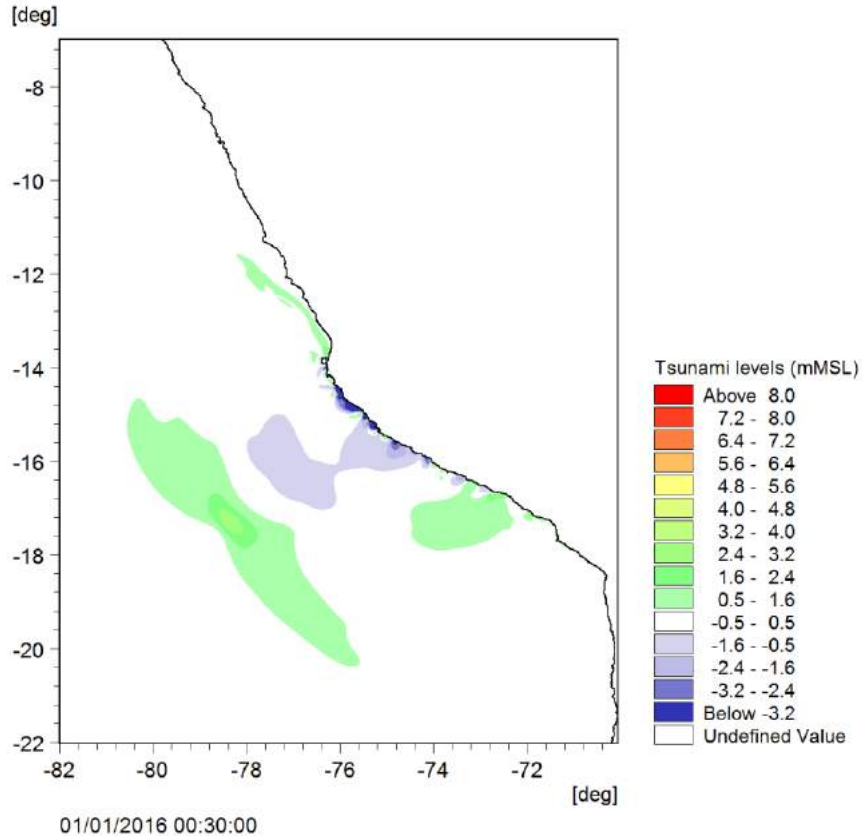 [deg]
-8
-10
-12
-14
-16
-18
-20
-22
-82
-80
-78
-76
-74
-72
[deg]
01/01/2016 00:30:00
Tsunami levels (mMSL)
Above 8.0
7.2 - 8.0
6.4 - 7.2
5.6 - 6.4
4.8 - 5.6
4.0 - 4.8
3.2 - 4.0
2.4 - 3.2
1.6 - 2.4
0.5 - 1.6
-0.5 - 0.5
-1.6 - -0.5
-2.4 - -1.6
-3.2 - -2.4
Below -3.2
Undefined Value